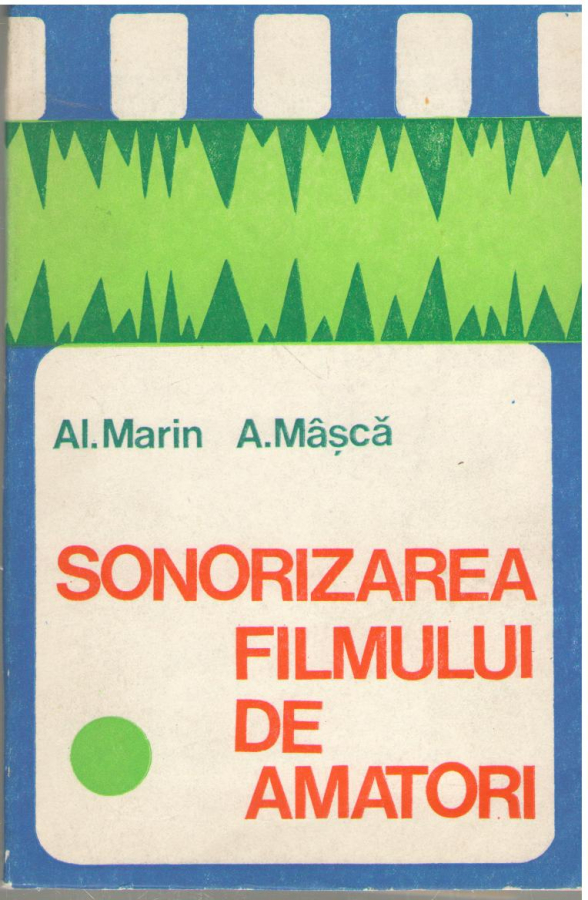 Al. Marin A. Mâșcă
SONORIZAREA
FILMULUI
DE
AMATORI